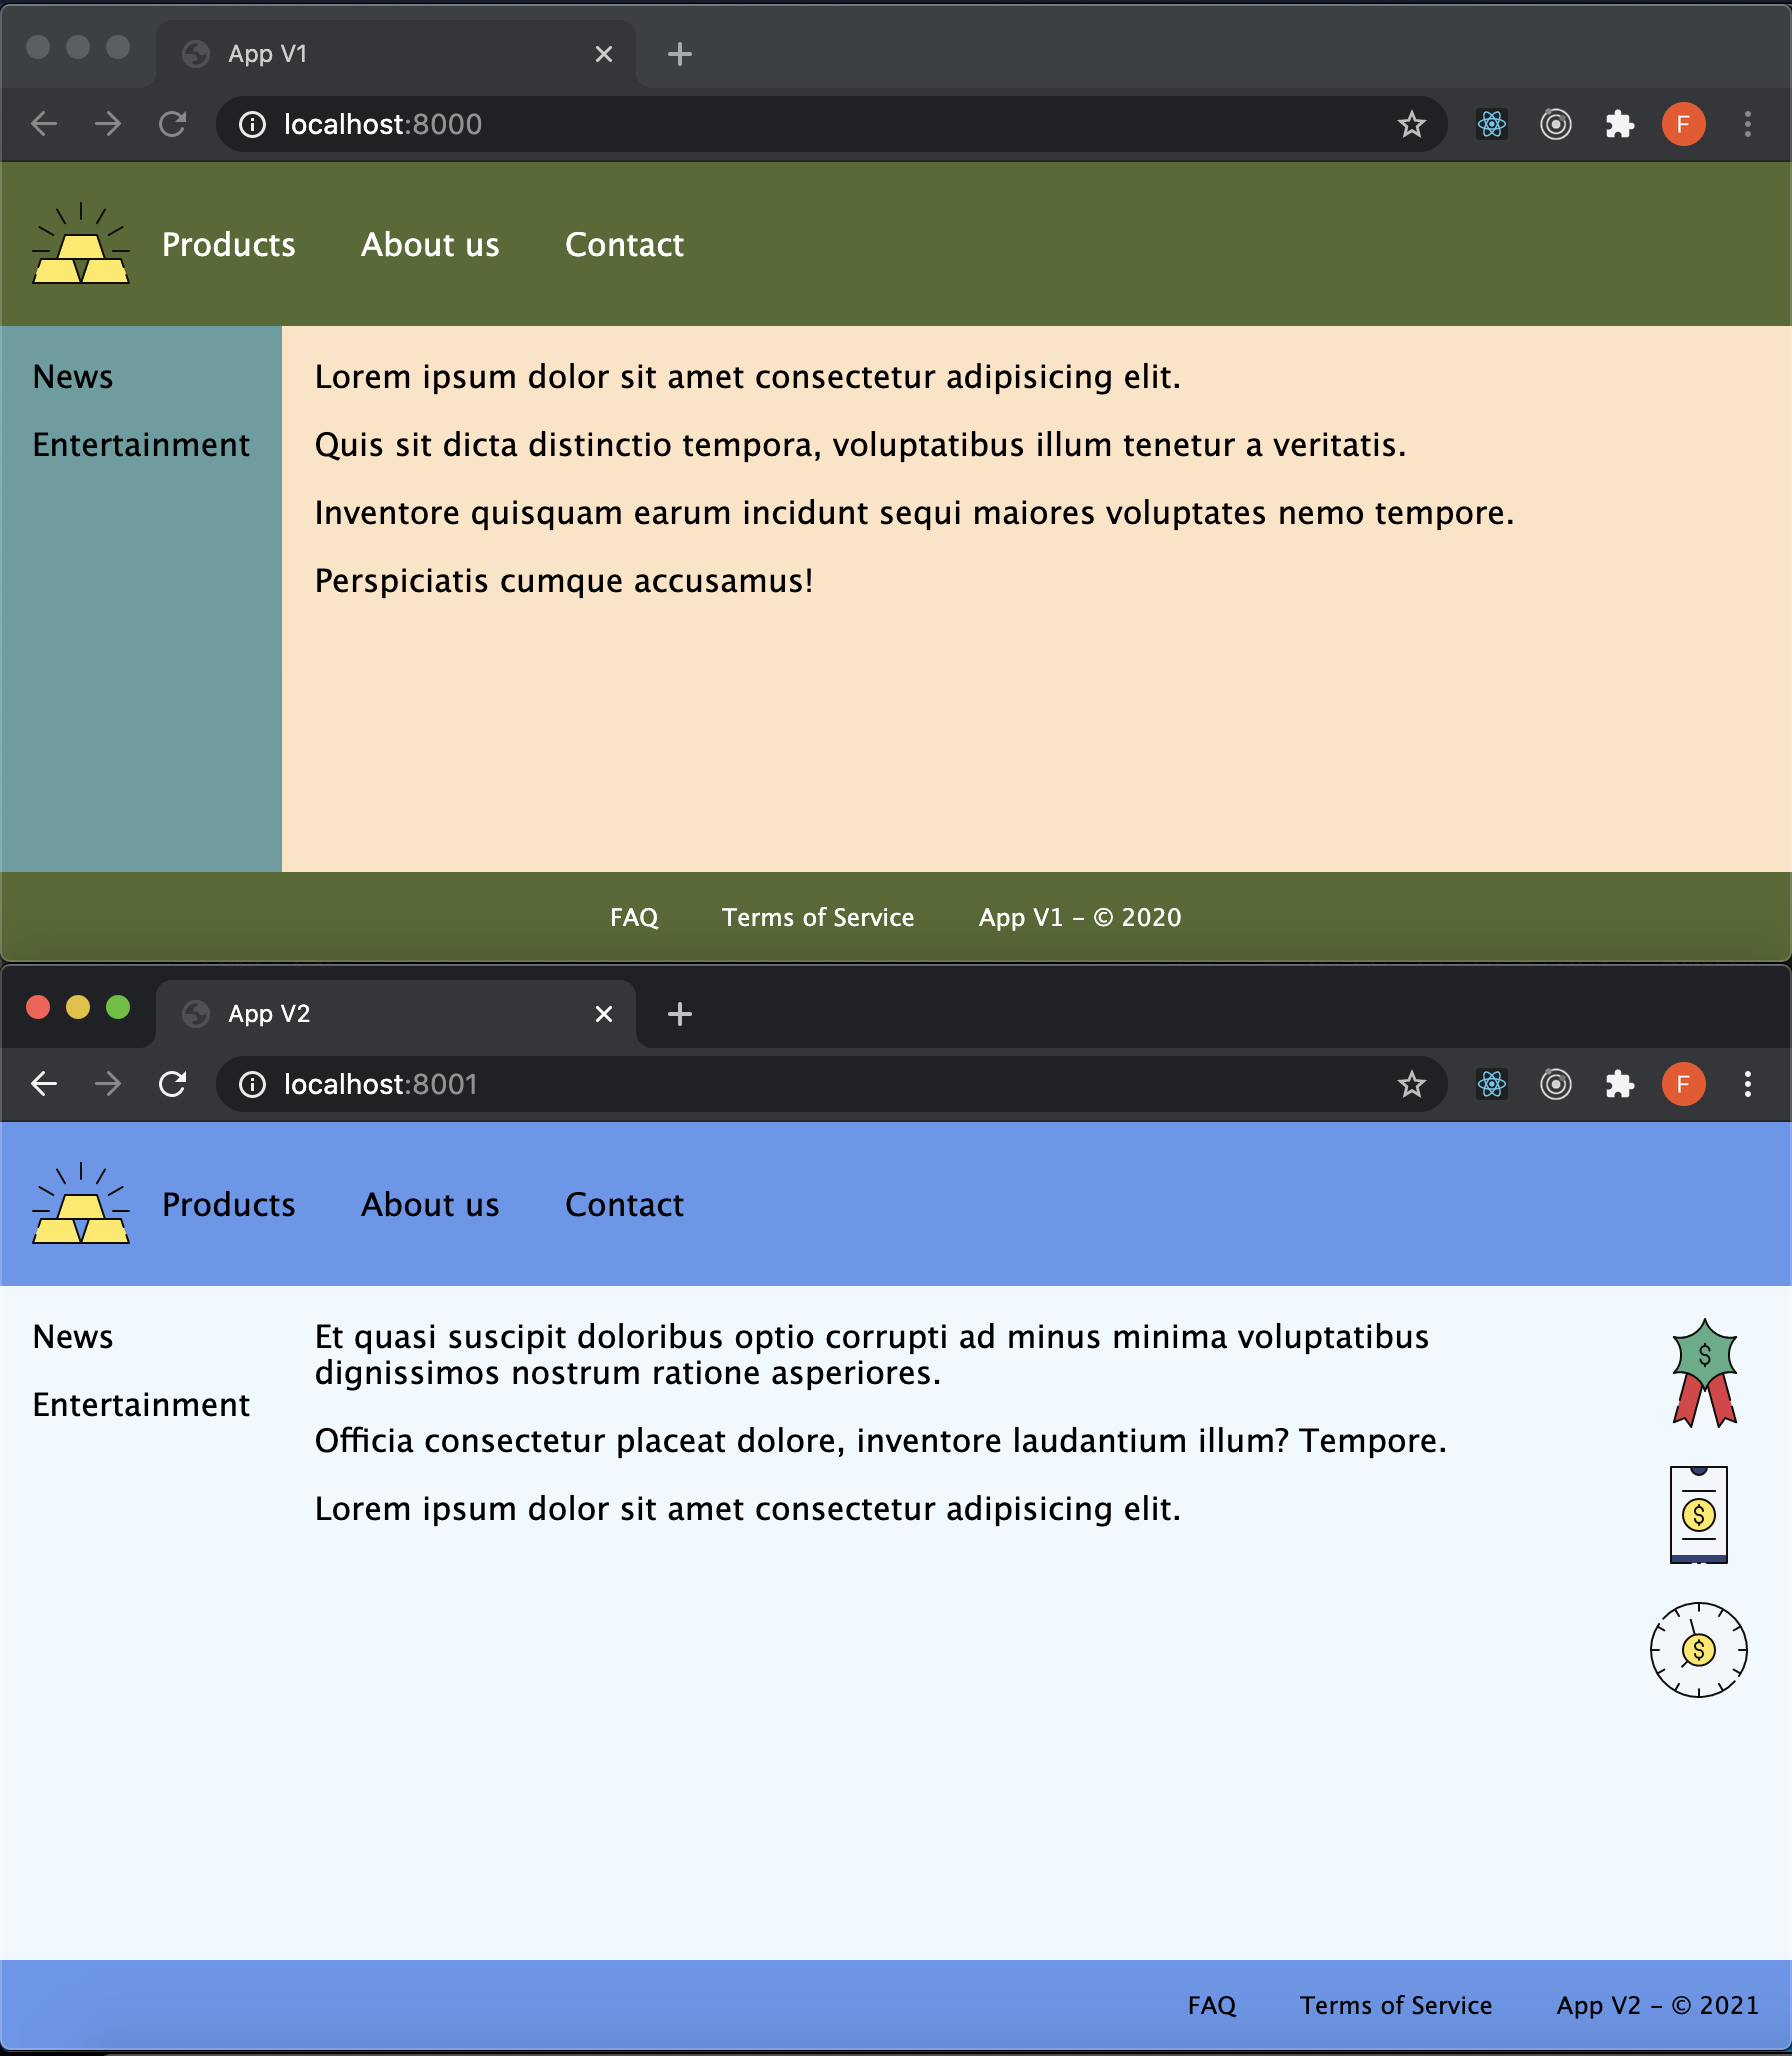 App V1
localhost:8000
F
Products About us Contact
News
Entertainment
Lorem ipsum dolor sit amet consectetur adipisicing elit.
Quis sit dicta distinctio tempora, voluptatibus illum tenetur a veritatis.
Inventore quisquam earum incidunt sequi maiores voluptates nemo tempore.
Perspiciatis cumque accusamus!
FAQ Terms of Service App V1 - © 2020
App V2
localhost:8001
F
Products About us Contact
News
Entertainment
Et quasi suscipit doloribus optio corrupti ad minus minima voluptatibus
dignissimos nostrum ratione asperiores.
Officia consectetur placeat dolore, inventore laudantium illum? Tempore.
Lorem ipsum dolor sit amet consectetur adipisicing elit.
$
$
$
FAQ Terms of Service App V2 - © 2021